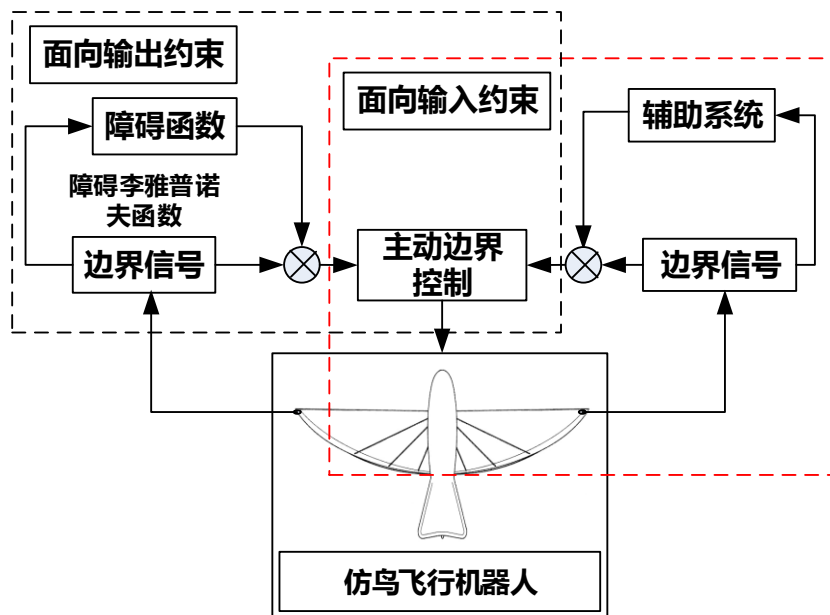 面向输出约束
面向输入约束
障碍函数
辅助系统
障碍李雅普诺
夫函数
边界信号
主动边界
控制
边界信号
仿鸟飞行机器人